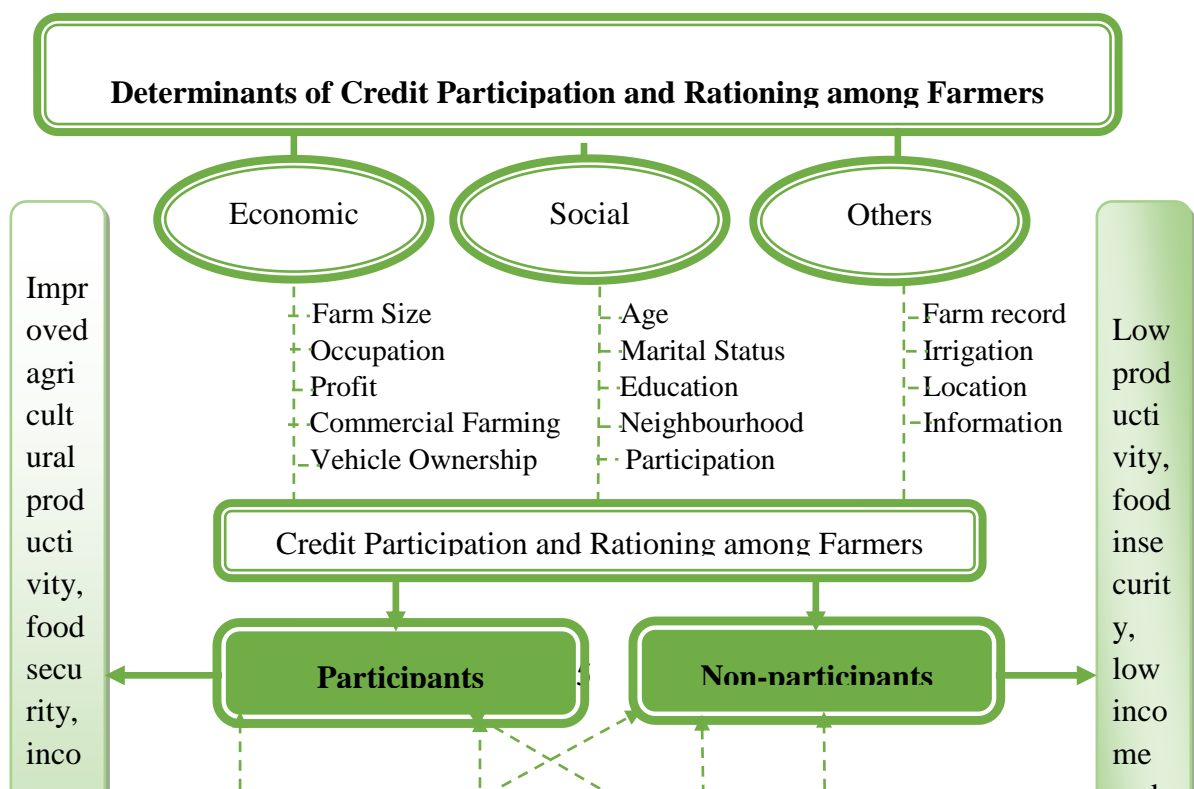 Determinants of Credit Participation and Rationing among Farmers
Economic
Social
Others
Farm Size
Occupation
Profit
Commercial Farming
Vehicle Ownership
Age
Marital Status
Education
Neighbourhood
Participation
Farm record
Irrigation
Location
Information
Impr
oved
agri
cult
ural
prod
ucti
vity,
food
secu
rity,
inco
Low
prod
ucti
vity,
food
inse
curit
y,
low
inco
me
Credit Participation and Rationing among Farmers
Participants
Non-participants